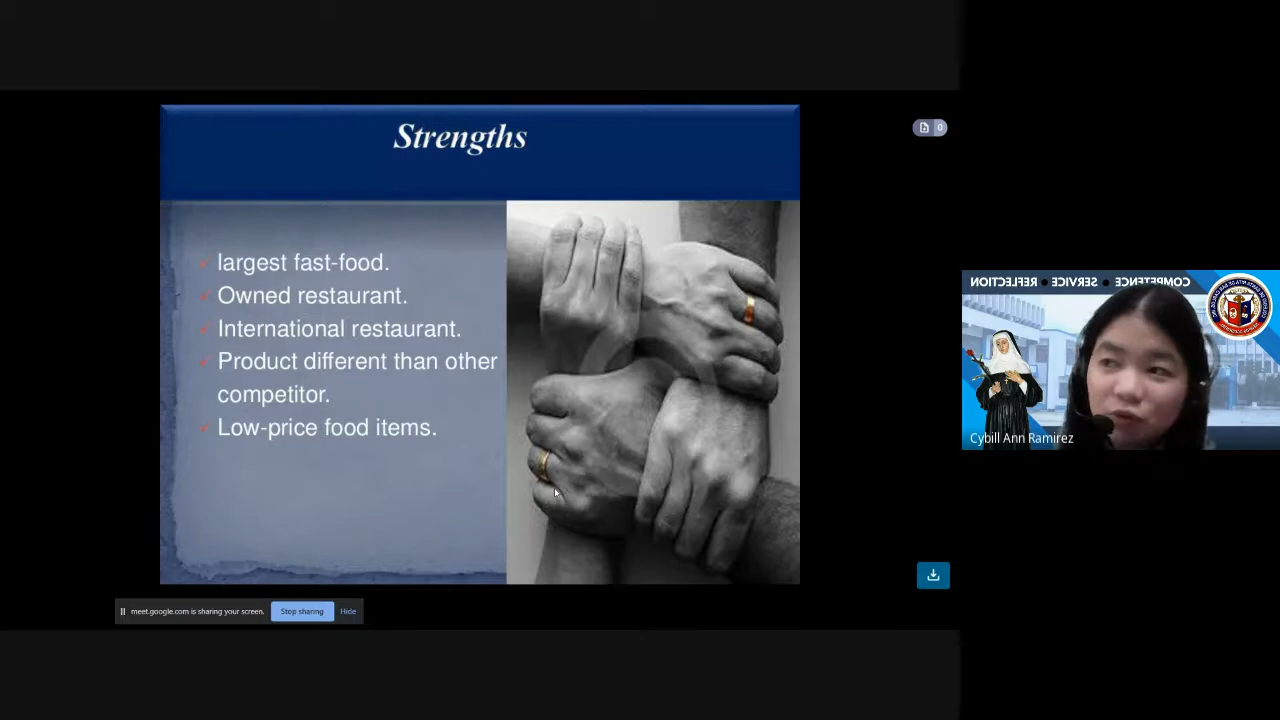 Strengths
largest fast-food.
Owned restaurant.
International restaurant.
Product different than other
competitor.
Low-price food items.
0
COMPETENCE • SERVICE • REFLECTION
Cybill Ann Ramirez
meet.google.com is sharing your screen.
Stop sharing
Hide